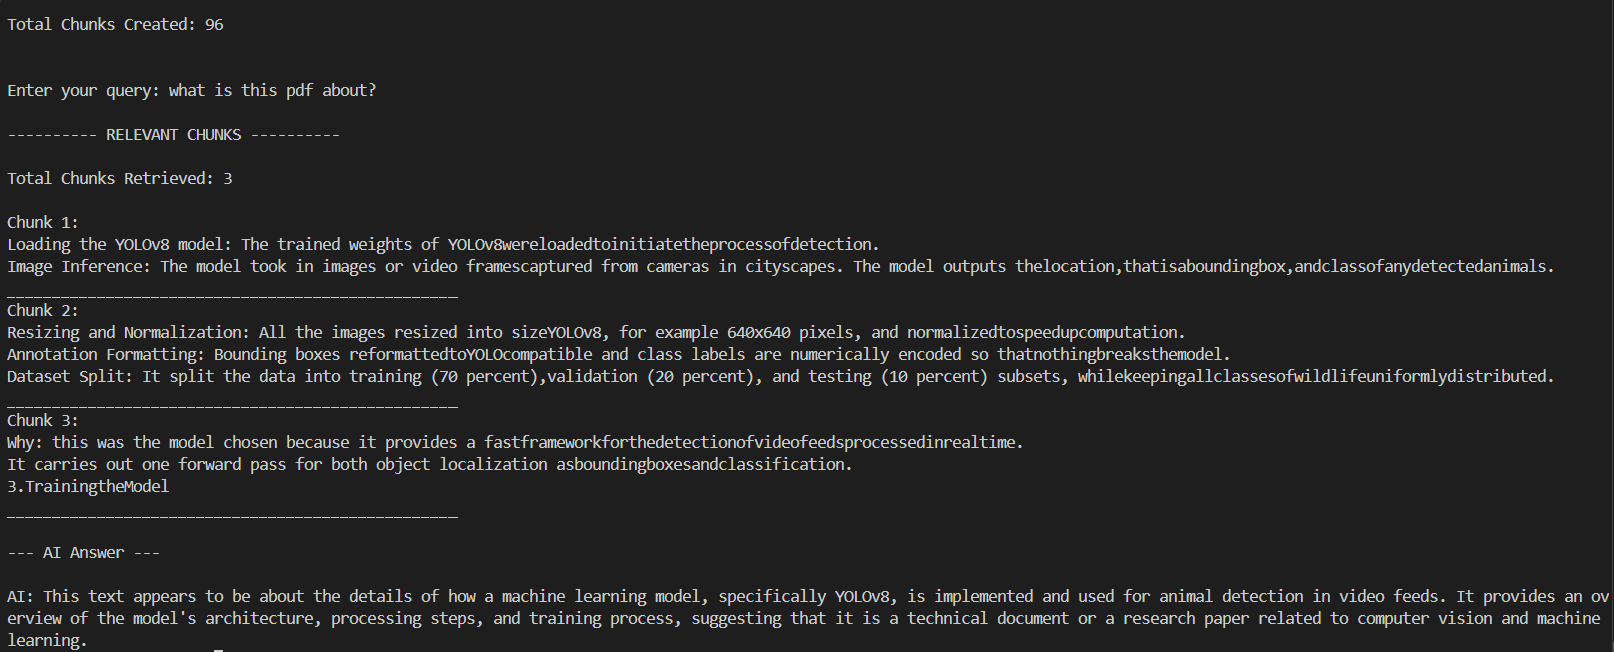 Total Chunks Created: 96
Enter your query: what is this pdf about?
---------- RELEVANT CHUNKS ----------
Total Chunks Retrieved: 3
Chunk 1:
Loading the YOLOv8 model: The trained weights of YOLOv8wereloadedtoinitiatetheprocessofdetection.
Image Inference: The model took in images or video framescaptured from cameras in cityscapes. The model outputs thelocation,thatisaboundingbox,andclassofanydetectedanimals.
__________________________________________________
Chunk 2:
Resizing and Normalization: All the images resized into sizeYOLOv8, for example 640x640 pixels, and normalizedtospeedupcomputation.
Annotation Formatting: Bounding boxes reformattedtoYOLOcompatible and class labels are numerically encoded so thatnothingbreaksthemodel.
Dataset Split: It split the data into training (70 percent),validation (20 percent), and testing (10 percent) subsets, whilekeepingallclassesofwildlifeuniformlydistributed.
__________________________________________________
Chunk 3:
Why: this was the model chosen because it provides a fastframeworkforthedetectionofvideofeedsprocessedinrealtime.
It carries out one forward pass for both object localization asboundingboxesandclassification.
3.TrainingtheModel
__________________________________________________
--- AI Answer ---
AI: This text appears to be about the details of how a machine learning model, specifically YOLOv8, is implemented and used for animal detection in video feeds. It provides an ov
erview of the model's architecture, processing steps, and training process, suggesting that it is a technical document or a research paper related to computer vision and machine
learning.